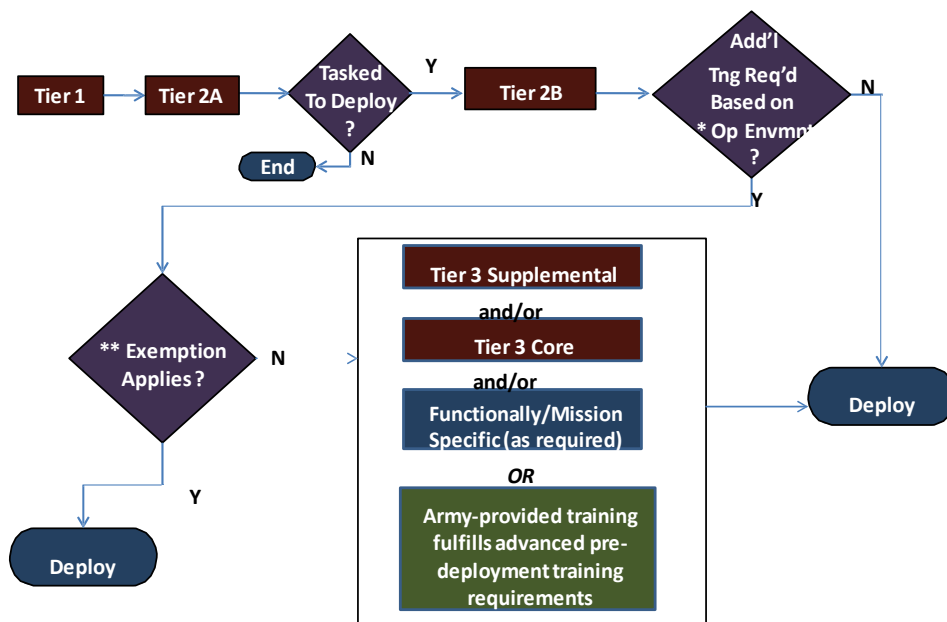 Tier 1
Tier 2A
Tasked
To Deploy
?
Y
N
End
Tier 2B
Add’l
Tng Req’d
Based on
* Op Envmnt
?
N
Y
** Exemption
Applies ?
N
Y
Deploy
Tier 3 Supplemental
and/or
Tier 3 Core
and/or
Functionally/Mission
Specific (as required)
OR
Army-provided training
fulfills advanced pre-
deployment training
requirements
Deploy